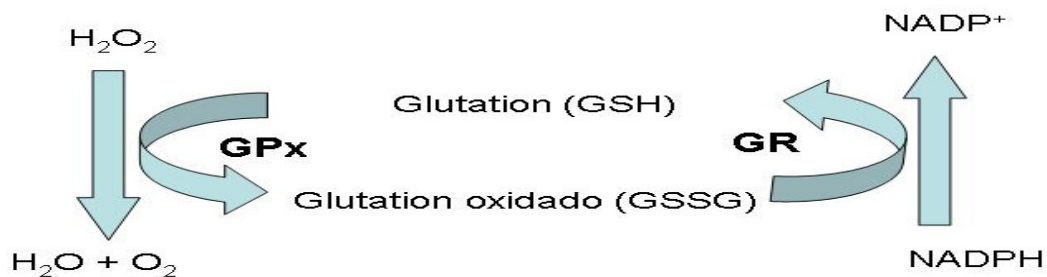 H₂O₂
NADP⁺
Glutation (GSH)
GPx
GR
Glutation oxidado (GSSG)
H₂O + O₂
NADPH